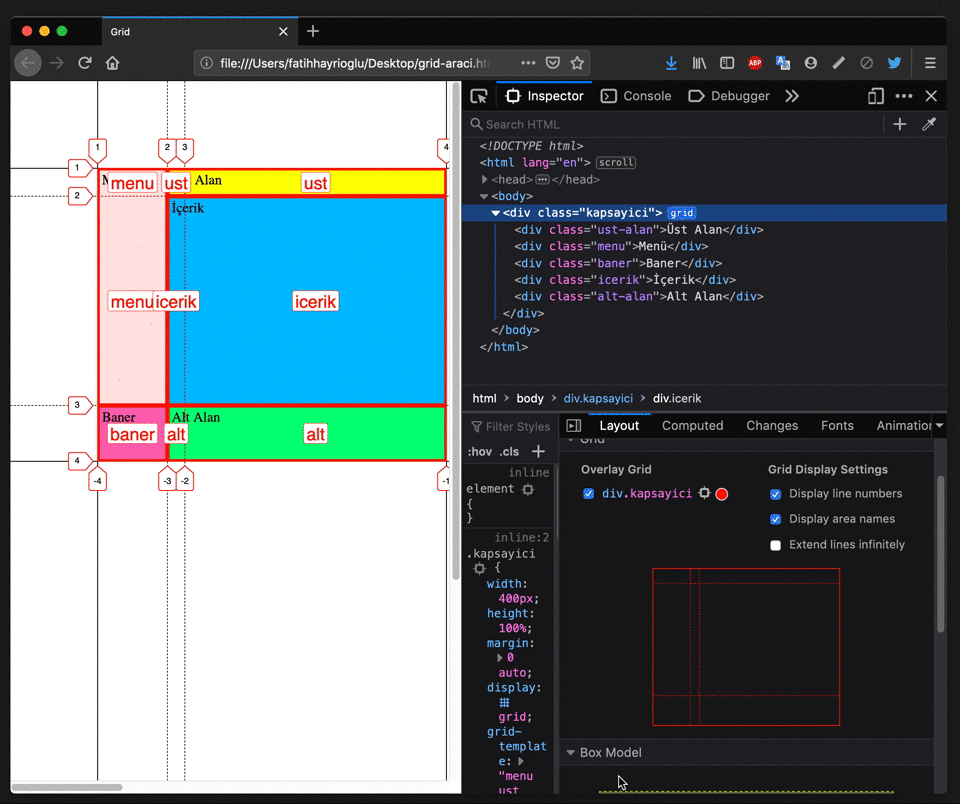 Grid
file:///Users/fatihhayrioglu/Desktop/grid-araci.ht
ABP
Inspector
Console
Debugger
Search HTML
<!DOCTYPE html>
<html lang="en"> scroll
<head> ⋯ </head>
<body>
<div class="kapsayici"> grid
<div class="ust-alan">Üst Alan</div>
<div class="menu">Menü</div>
<div class="baner">Baner</div>
<div class="icerik">İçerik</div>
<div class="alt-alan">Alt Alan</div>
</div>
</body>
</html>
html > body > div.kapsayici > div.icerik
1 2 3 4
1
M menu ust Alan ust
2
İçerik
menu icerik icerik
3
Baner Alt Alan
baner alt alt
4
-4 -3 -2 -1
Filter Styles
:hov .cls +
inline
element
{
}
inline:2
.kapsayici
{
width:
400px;
height:
100%;
margin:
0
auto;
display:
grid;
grid-
templat
e:
"menu
ust
Layout Computed Changes Fonts Animation
Grid
Overlay Grid
div.kapsayici
Grid Display Settings
Display line numbers
Display area names
Extend lines infinitely
Box Model